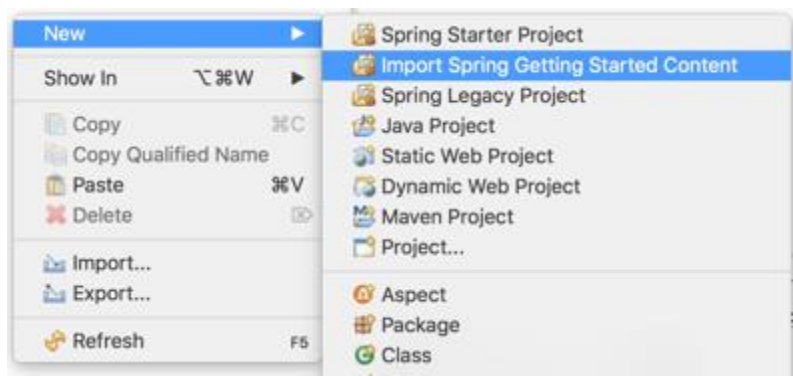 New
Show In ⌥⌘W
Copy ⌘C
Copy Qualified Name
Paste ⌘V
Delete ⌦
Import...
Export...
Refresh F5
Spring Starter Project
Import Spring Getting Started Content
Spring Legacy Project
Java Project
Static Web Project
Dynamic Web Project
Maven Project
Project...
Aspect
Package
Class